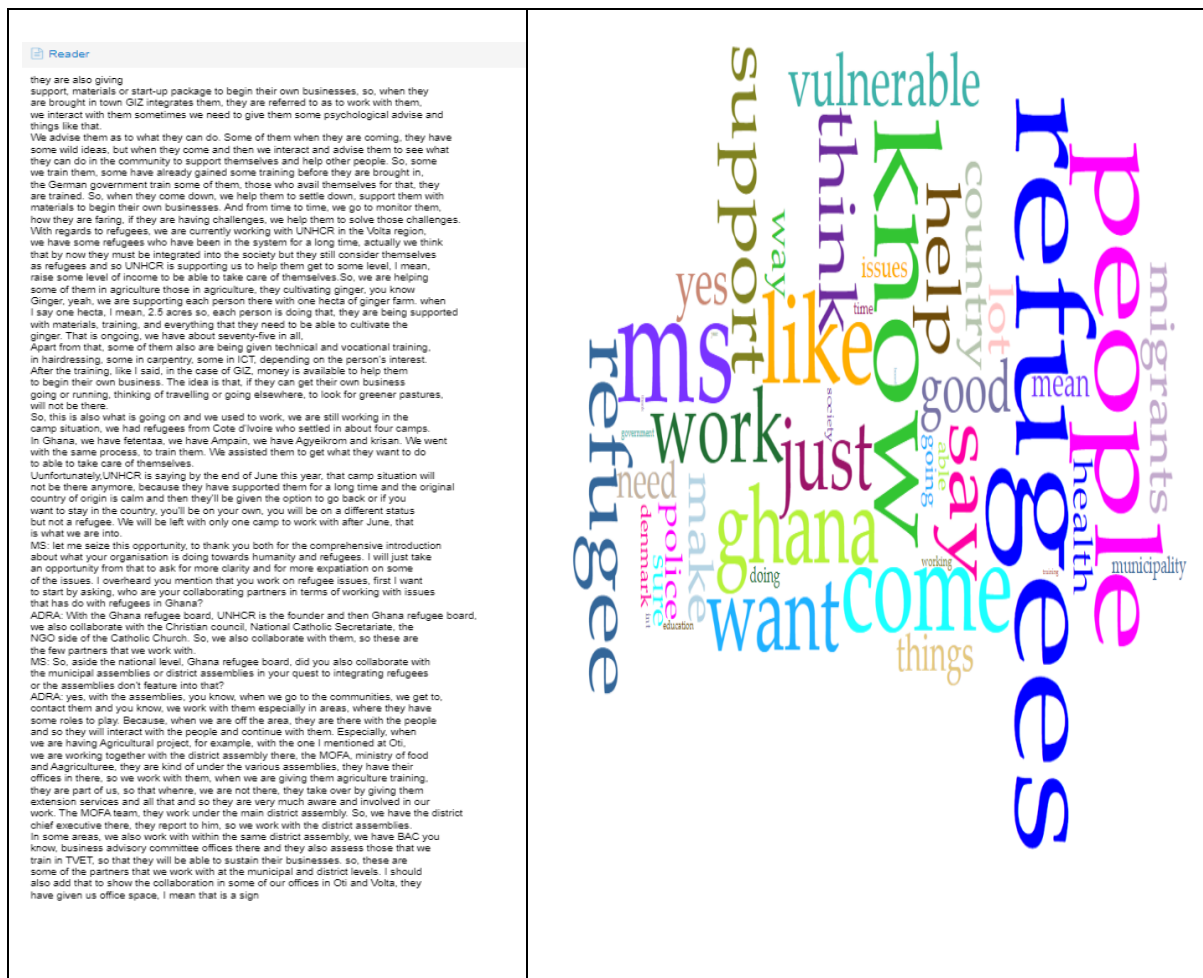 Reader
they are also giving
support, materials or start-up package to begin their own businesses, so, when they
are brought in town GIZ integrates them, they are referred to as to work with them,
we interact with them sometimes we need to give them some psychological advise and
things like that.
We advise them as to what they can do. Some of them when they are coming, they have
some wild ideas, but when they come and then we interact and advise them to see what
they can do in the community to support themselves and help other people. So, some
we train them, some have already gained some training before they are brought in,
the German government train some of them, those who avail themselves for that, they
are trained. So, when they come down, we help them to settle down, support them with
materials to begin their own businesses. And from time to time, we go to monitor them,
how they are faring, if they are having challenges, we help them to solve those challenges.
With regards to refugees, we are currently working with UNHCR in the Volta region,
we have some refugees who have been in the system for a long time, actually we think
that by now they must be integrated into the society but they still consider themselves
as refugees and so UNHCR is supporting us to help them get to some level, I mean,
raise some level of income to be able to take care of themselves.So, we are helping
some of them in agriculture those in agriculture, they cultivating ginger, you know
Ginger, yeah, we are supporting each person there with one hecta of ginger farm. when
I say one hecta, I mean, 2.5 acres so, each person is doing that, they are being supported
with materials, training, and everything that they need to be able to cultivate the
ginger. That is ongoing, we have about seventy-five in all,
Apart from that, some of them also are being given technical and vocational training,
in hairdressing, some in carpentry, some in ICT, depending on the person's interest.
After the training, like I said, in the case of GIZ, money is available to help them
to begin their own business. The idea is that, if they can get their own business
going or running, thinking of travelling or going elsewhere, to look for greener pastures,
will not be there.
So, this is also what is going on and we used to work, we are still working in the
camp situation, we had refugees from Cote d'Ivoire who settled in about four camps.
In Ghana, we have fetentaa, we have Ampain, we have Agyeikrom and krisan. We went
with the same process, to train them. We assisted them to get what they want to do
to able to take care of themselves.
Uunfortunately,UNHCR is saying by the end of June this year, that camp situation will
not be there anymore, because they have supported them for a long time and the original
country of origin is calm and then they'll be given the option to go back or if you
want to stay in the country, you'll be on your own, you will be on a different status
but not a refugee. We will be left with only one camp to work with after June, that
is what we are into.
MS: let me seize this opportunity, to thank you both for the comprehensive introduction
about what your organisation is doing towards humanity and refugees. I will just take
an opportunity from that to ask for more clarity and for more expatiation on some
of the issues. I overheard you mention that you work on refugee issues, first I want
to start by asking, who are your collaborating partners in terms of working with issues
that has do with refugees in Ghana?
ADRA: With the Ghana refugee board, UNHCR is the founder and then Ghana refugee board,
we also collaborate with the Christian council, National Catholic Secretariate, the
NGO side of the Catholic Church. So, we also collaborate with them, so these are
the few partners that we work with.
MS: So, aside the national level, Ghana refugee board, did you also collaborate with
the municipal assemblies or district assemblies in your quest to integrating refugees
or the assemblies don't feature into that?
ADRA: yes, with the assemblies, you know, when we go to the communities, we get to,
contact them and you know, we work with them especially in areas, where they have
some roles to play. Because, when we are off the area, they are there with the people
and so they will interact with the people and continue with them. Especially, when
we are having Agricultural project, for example, with the one I mentioned at Oti,
we are working together with the district assembly there, the MOFA, ministry of food
and Aagriculturee, they are kind of under the various assemblies, they have their
offices in there, so we work with them, when we are giving them agriculture training,
they are part of us, so that whenre, we are not there, they take over by giving them
extension services and all that and so they are very much aware and involved in our
work. The MOFA team, they work under the main district assembly. So, we have the district
chief executive there, they report to him, so we work with the district assemblies.
In some areas, we also work with within the same district assembly, we have BAC you
know, business advisory committee offices there and they also assess those that we
train in TVET, so that they will be able to sustain their businesses. so, these are
some of the partners that we work with at the municipal and district levels. I should
also add that to show the collaboration in some of our offices in Oti and Volta, they
have given us office space, I mean that is a sign
support
vulnerable
think
know
help
country
refugees
people
migrants
way
issues
yes
time
lot
ms
like
refugee
good
mean
society
government
work
just
say
going
able
health
need
make
ghana
denmark
police
sure
doing
working
training
municipality
come
want
education
things